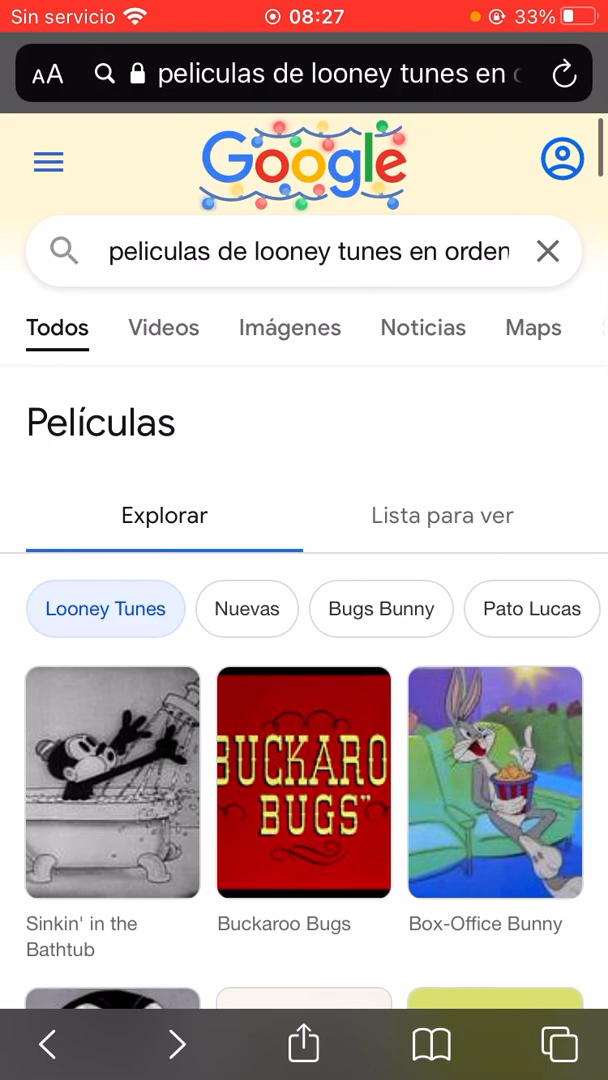 Sin servicio 08:27 33%
AA peliculas de looney tunes en
Google
peliculas de looney tunes en orden
Todos Videos Imágenes Noticias Maps
Películas
Explorar Lista para ver
Looney Tunes Nuevas Bugs Bunny Pato Lucas
BUCKARO
BUGS"
Sinkin' in the Bathtub
Buckaroo Bugs
Box-Office Bunny